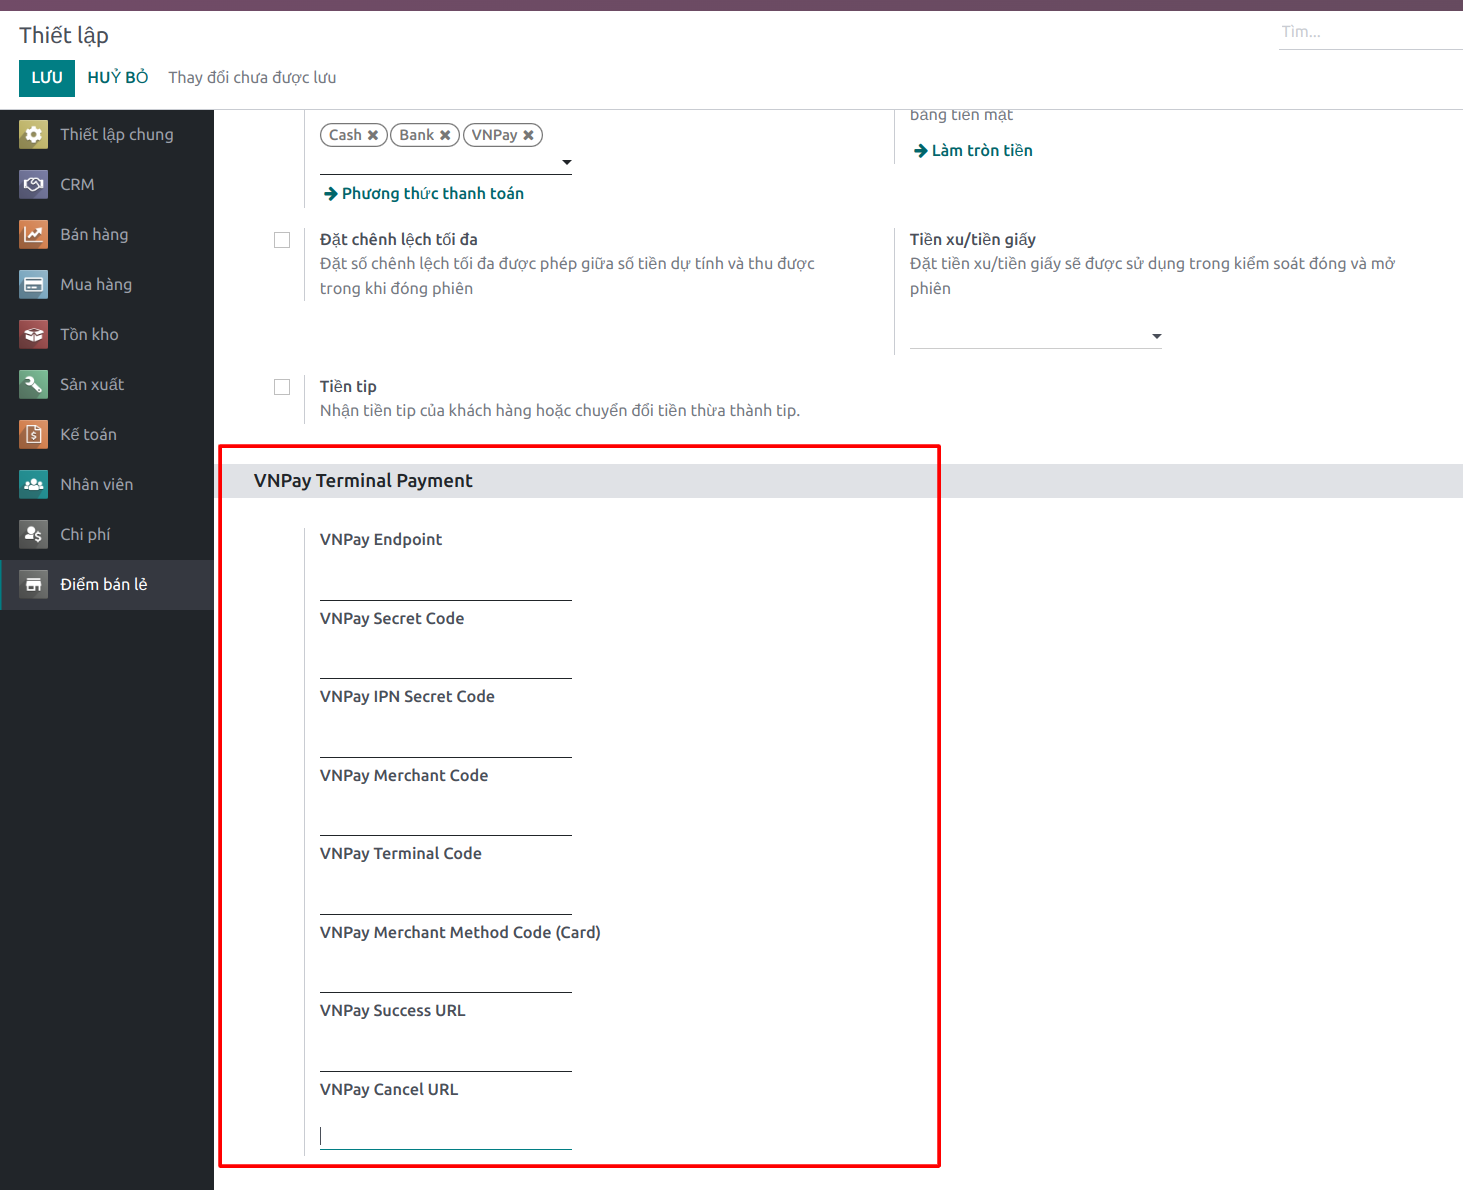 Thiết lập
Tìm...
LƯU HUỶ BỎ Thay đổi chưa được lưu
Thiết lập chung
CRM
Bán hàng
Mua hàng
Tồn kho
Sản xuất
Kế toán
Nhân viên
Chi phí
Điểm bán lẻ
Cash Bank VNPay
Phương thức thanh toán
bằng tiền mặt
Làm tròn tiền
Đặt chênh lệch tối đa
Đặt số chênh lệch tối đa được phép giữa số tiền dự tính và thu được
trong khi đóng phiên
Tiền xu/tiền giấy
Đặt tiền xu/tiền giấy sẽ được sử dụng trong kiểm soát đóng và mở
phiên
Tiền tip
Nhận tiền tip của khách hàng hoặc chuyển đổi tiền thừa thành tip.
VNPay Terminal Payment
VNPay Endpoint
VNPay Secret Code
VNPay IPN Secret Code
VNPay Merchant Code
VNPay Terminal Code
VNPay Merchant Method Code (Card)
VNPay Success URL
VNPay Cancel URL